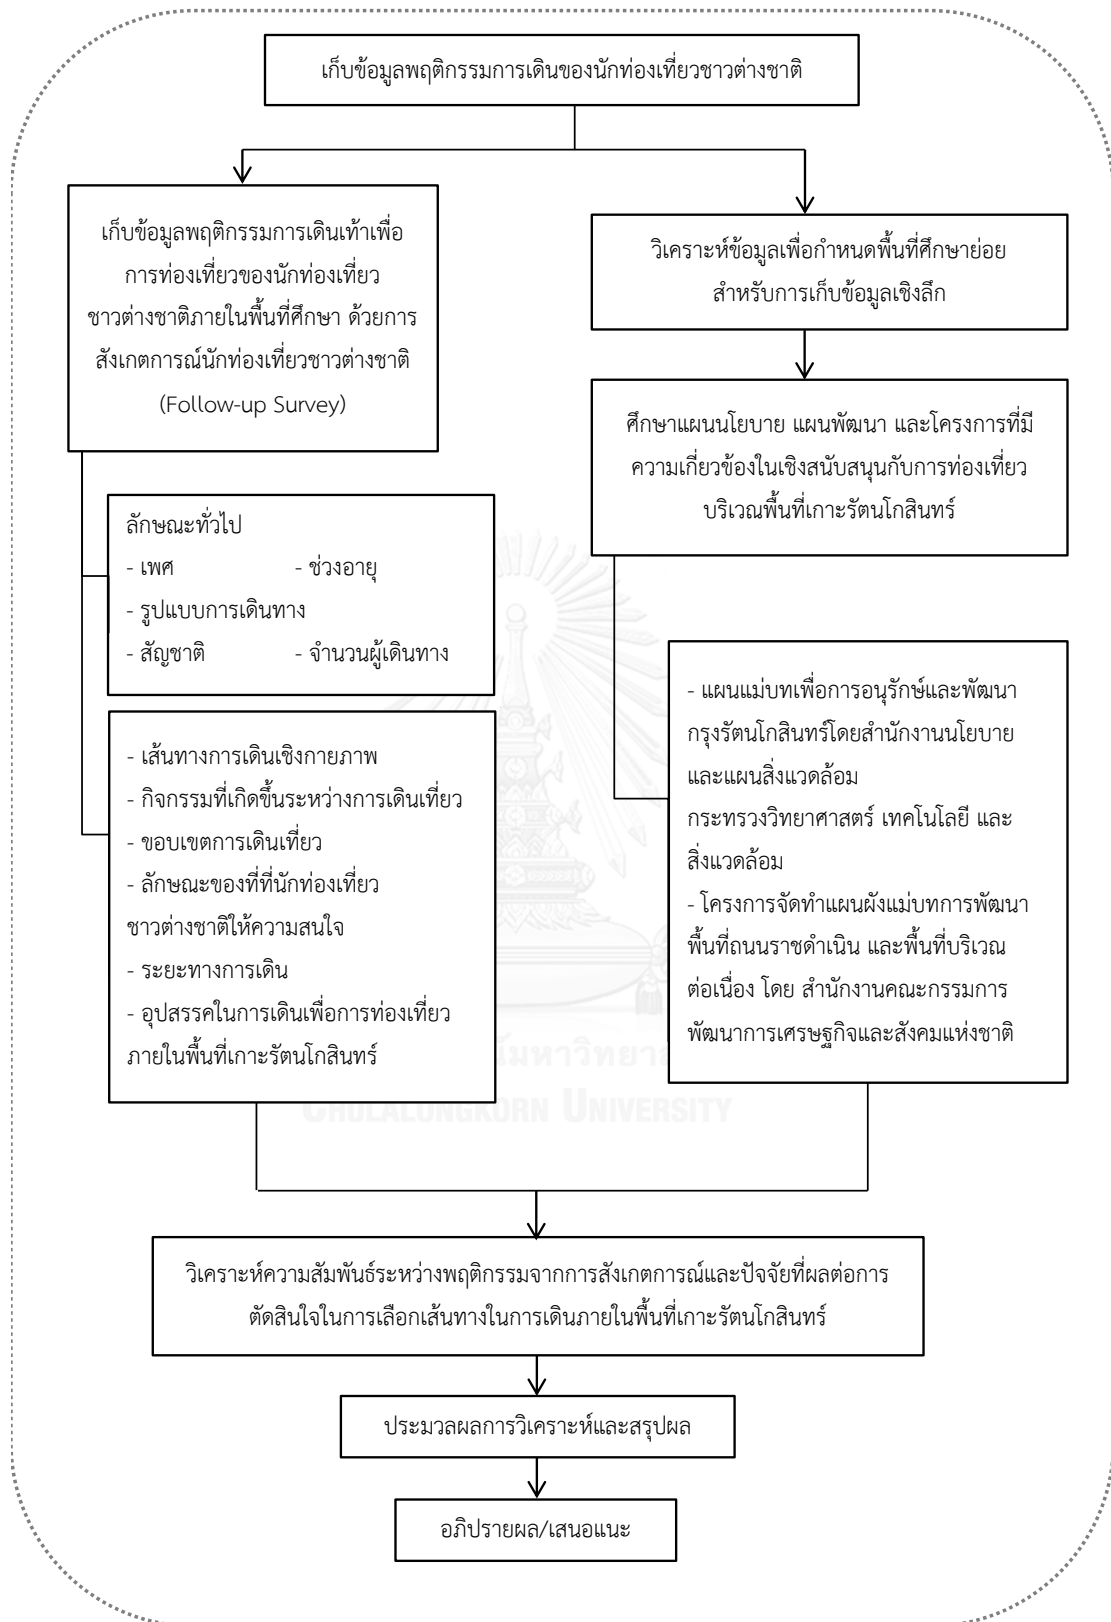 เก็บข้อมูลพฤติกรรมการเดินของนักท่องเที่ยวชาวต่างชาติ
เก็บข้อมูลพฤติกรรมการเดินเท้าเพื่อ
การท่องเที่ยวของนักท่องเที่ยว
ชาวต่างชาติภายในพื้นที่ศึกษา ด้วยการ
สังเกตการณ์นักท่องเที่ยวชาวต่างชาติ
(Follow-up Survey)
วิเคราะห์ข้อมูลเพื่อกำหนดพื้นที่ศึกษาย่อย
สำหรับการเก็บข้อมูลเชิงลึก
ศึกษาแผนนโยบาย แผนพัฒนา และโครงการที่มี
ความเกี่ยวข้องในเชิงสนับสนุนกับการท่องเที่ยว
บริเวณพื้นที่เกาะรัตนโกสินทร์
ลักษณะทั่วไป
- เพศ - ช่วงอายุ
- รูปแบบการเดินทาง
- สัญชาติ - จำนวนผู้เดินทาง
- เส้นทางการเดินเชิงกายภาพ
- กิจกรรมที่เกิดขึ้นระหว่างการเดินเที่ยว
- ขอบเขตการเดินเที่ยว
- ลักษณะของที่ที่นักท่องเที่ยว
ชาวต่างชาติให้ความสนใจ
- ระยะทางการเดิน
- อุปสรรคในการเดินเพื่อการท่องเที่ยว
ภายในพื้นที่เกาะรัตนโกสินทร์
- แผนแม่บทเพื่อการอนุรักษ์และพัฒนา
กรุงรัตนโกสินทร์โดยสำนักงานนโยบาย
และแผนสิ่งแวดล้อม
กระทรวงวิทยาศาสตร์ เทคโนโลยี และ
สิ่งแวดล้อม
- โครงการจัดทำแผนผังแม่บทการพัฒนา
พื้นที่ถนนราชดำเนิน และพื้นที่บริเวณ
ต่อเนื่อง โดย สำนักงานคณะกรรมการ
พัฒนาการเศรษฐกิจและสังคมแห่งชาติ
CHULALONGKORN UNIVERSITY
วิเคราะห์ความสัมพันธ์ระหว่างพฤติกรรมจากการสังเกตการณ์และปัจจัยที่ผลต่อการ
ตัดสินใจในการเลือกเส้นทางในการเดินภายในพื้นที่เกาะรัตนโกสินทร์
ประมวลผลการวิเคราะห์และสรุปผล
อภิปรายผล/เสนอแนะ